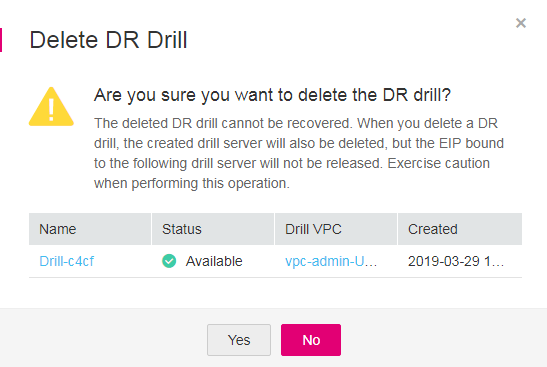 Delete DR Drill
×
Are you sure you want to delete the DR drill?
The deleted DR drill cannot be recovered. When you delete a DR
drill, the created drill server will also be deleted, but the EIP bound
to the following drill server will not be released. Exercise caution
when performing this operation.
Name Status Drill VPC Created
Drill-c4cf Available vpc-admin-U... 2019-03-29 1...
Yes No